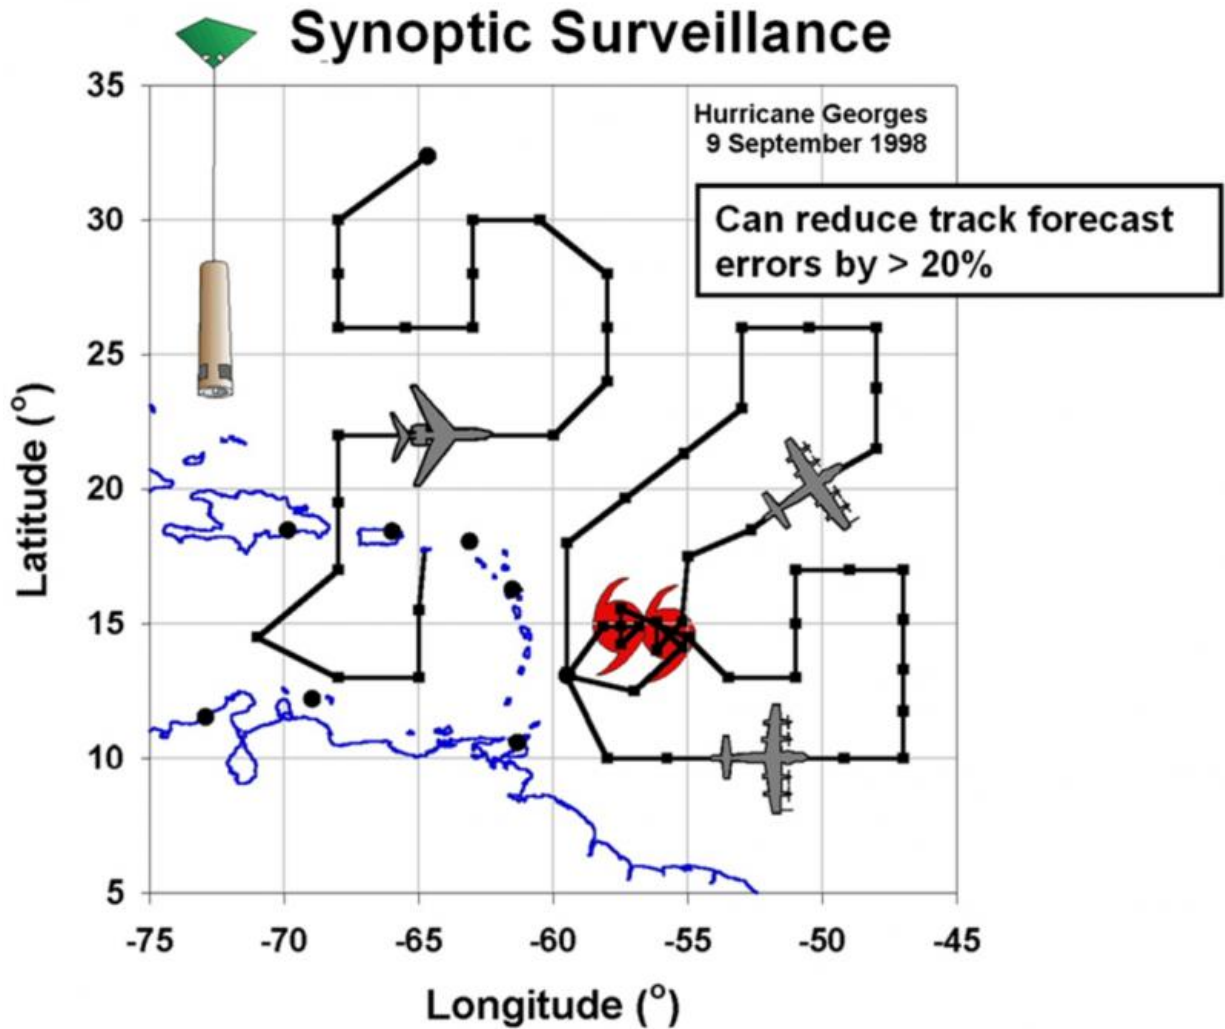 Synoptic Surveillance
Hurricane Georges
9 September 1998
Can reduce track forecast
errors by > 20%
35
30
25
20
15
10
5
Latitude (°)
-75 -70 -65 -60 -55 -50 -45
Longitude (°)